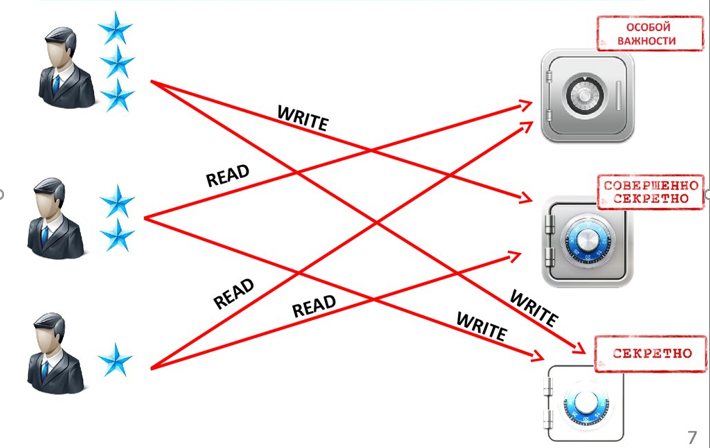 ОСОБОЙ
ВАЖНОСТИ
WRITE
READ
СОВЕРШЕННО
СЕКРЕТНО
READ
READ
WRITE
WRITE
СЕКРЕТНО
7